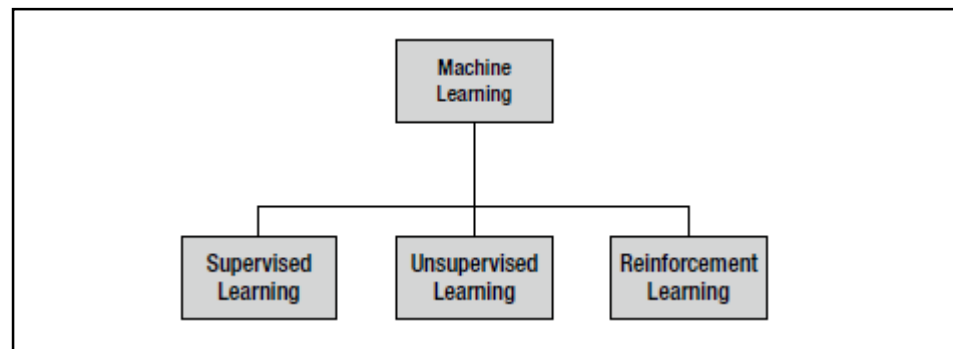 Machine
Learning
Supervised
Learning
Unsupervised
Learning
Reinforcement
Learning